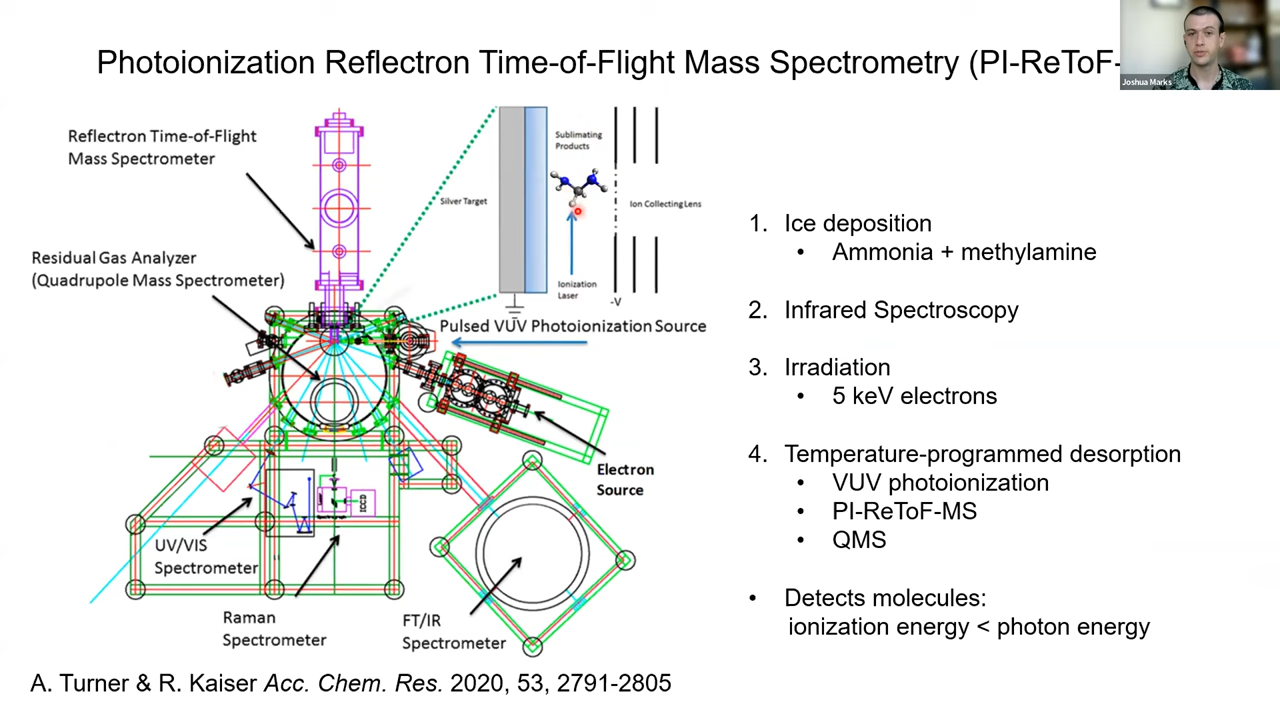 Photoionization Reflectron Time-of-Flight Mass Spectrometry (PI-ReToF-
Joshua Marks
Reflectron Time-of-Flight
Mass Spectrometer
Residual Gas Analyzer
(Quadrupole Mass Spectrometer)
Silver Target
Sublimating
Products
Ion Collecting Lens
Ionization
Laser
-V
Pulsed VUV Photoionization Source
Electron
Source
UV/VIS
Spectrometer
Raman
Spectrometer
FT/IR
Spectrometer
ICCD
1. Ice deposition
• Ammonia + methylamine
2. Infrared Spectroscopy
3. Irradiation
• 5 keV electrons
4. Temperature-programmed desorption
• VUV photoionization
• PI-ReToF-MS
• QMS
• Detects molecules:
ionization energy < photon energy
A. Turner & R. Kaiser Acc. Chem. Res. 2020, 53, 2791-2805